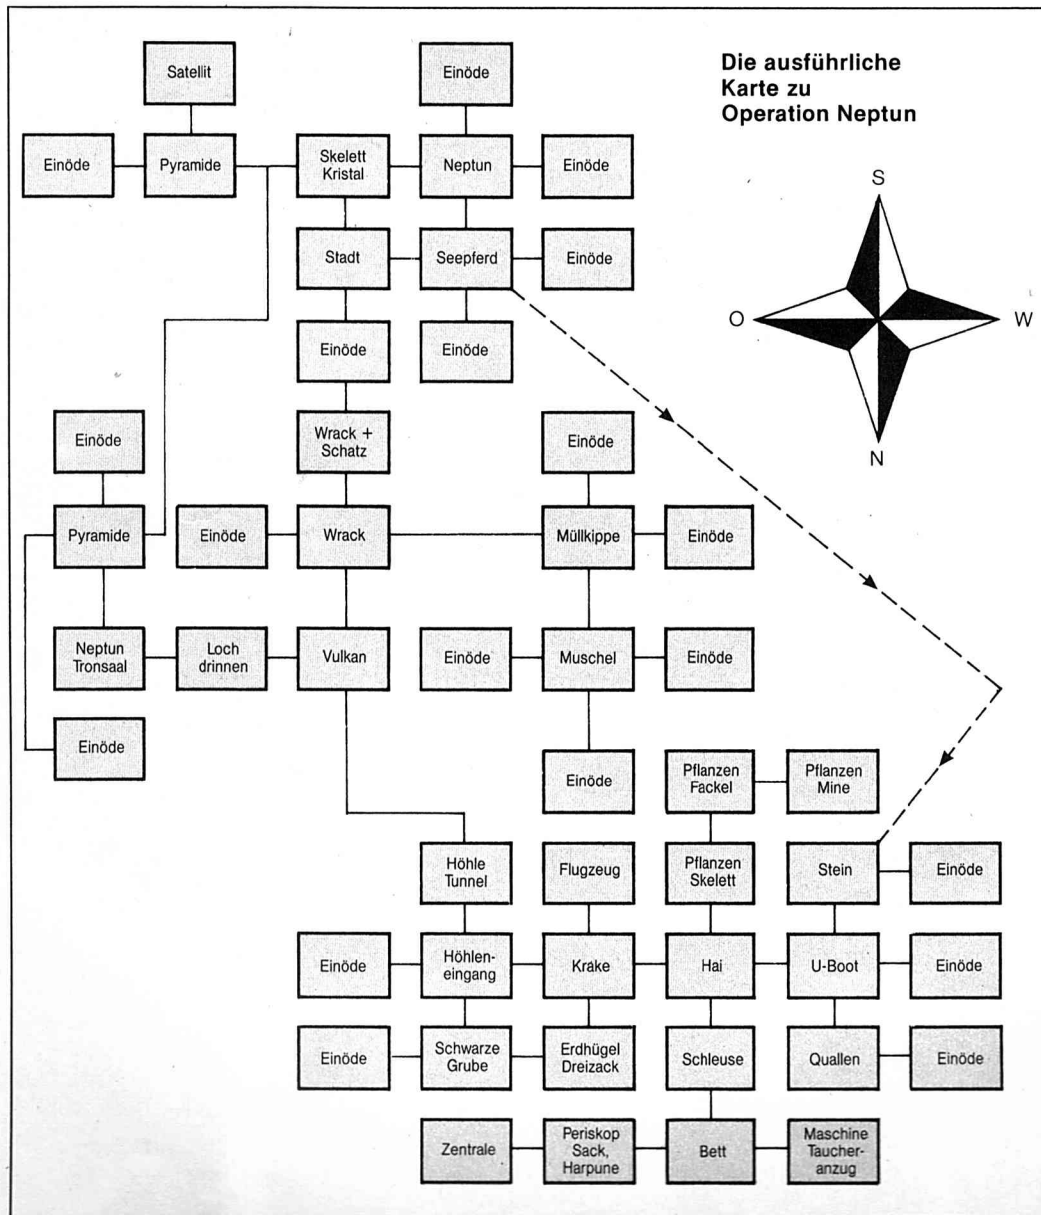 Die ausführliche
Karte zu
Operation Neptun
S
O
W
N
Satellit
Einöde
Einöde
Pyramide
Skelett
Kristal
Neptun
Einöde
Stadt
Seepferd
Einöde
Einöde
Einöde
Einöde
Wrack +
Schatz
Einöde
Pyramide
Einöde
Wrack
Müllkippe
Einöde
Neptun
Tronsaal
Loch
drinnen
Vulkan
Einöde
Muschel
Einöde
Einöde
Einöde
Pflanzen
Fackel
Pflanzen
Mine
Höhle
Tunnel
Flugzeug
Pflanzen
Skelett
Stein
Einöde
Einöde
Höhlen-
eingang
Krake
Hai
U-Boot
Einöde
Einöde
Schwarze
Grube
Erdhügel
Dreizack
Schleuse
Quallen
Einöde
Zentrale
Periskop
Sack,
Harpune
Bett
Maschine
Taucher-
anzug